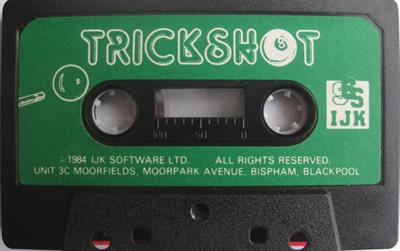 TRICKSHOT
IJK
100 50 0
© 1984 IJK SOFTWARE LTD. ALL RIGHTS RESERVED.
UNIT 3C MOORFIELDS, MOORPARK AVENUE, BISPHAM, BLACKPOOL